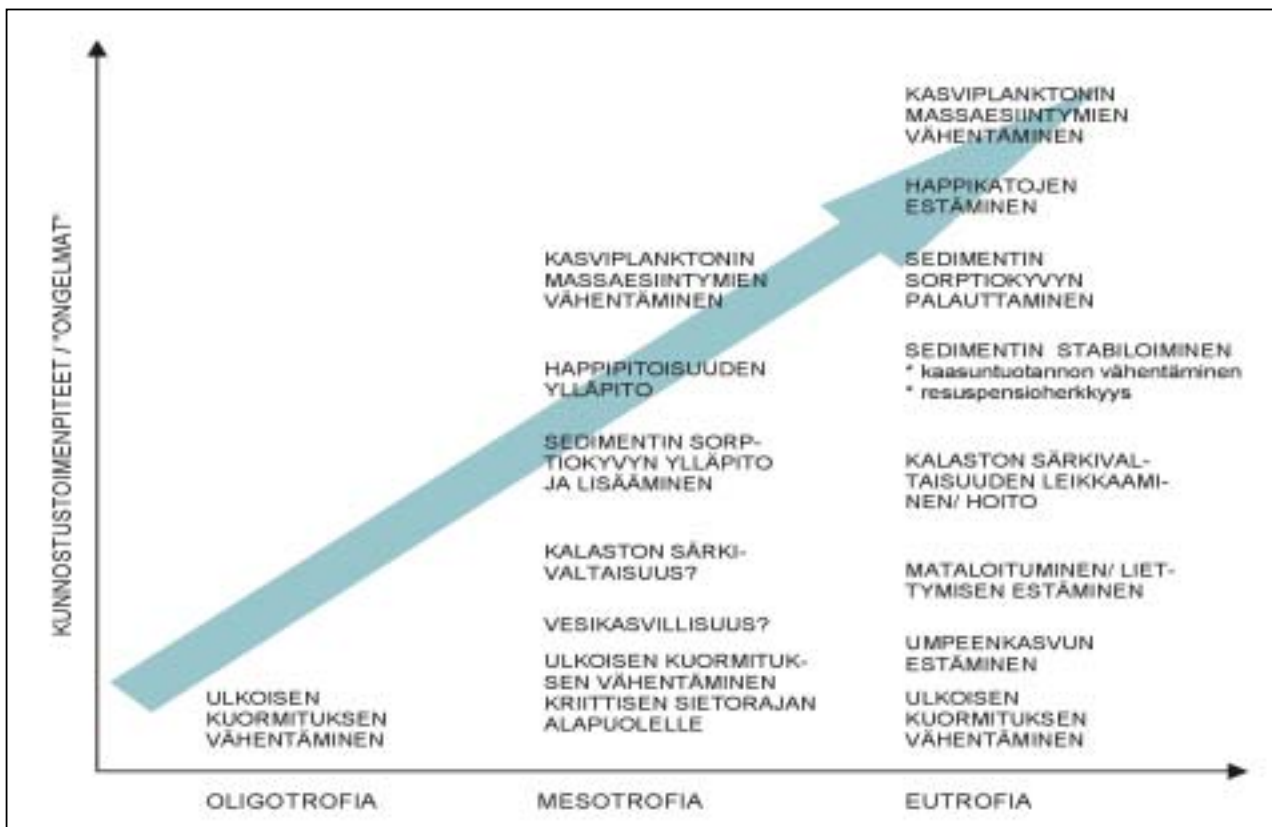 KUNNOSTUSTOIMENPITEET / "ONGELMAT"
ULKOISEN
KUORMITUKSEN
VÄHENTÄMINEN
OLIGOTROFIA
KASVIPLANKTONIN
MASSAESIINTYMIEN
VÄHENTÄMINEN
HAPPIPITOISUUDEN
YLLÄPITO
SEDIMENTIN SORP-
TIOKYVYN YLLÄPITO
JA LISÄÄMINEN
KALASTON SÄRKI-
VALTAISUUS?
VESIKASVILLISUUS?
ULKOISEN KUORMITUK-
SEN VÄHENTÄMINEN
KRIITTISEN SIETORAJAN
ALAPUOLELLE
MESOTROFIA
KASVIPLANKTONIN
MASSAESIINTYMIEN
VÄHENTÄMINEN
HAPPIKATOJEN
ESTÄMINEN
SEDIMENTIN
SORPTIOKYVYN
PALAUTTAMINEN
SEDIMENTIN STABILOIMINEN
* kaasuntuotannon vähentäminen
* resuspensioherkkyys
KALASTON SÄRKIVAL-
TAISUUDEN LEIKKAAMI-
NEN/ HOITO
MATALOITUMINEN/ LIET-
TYMISEN ESTÄMINEN
UMPEENKASVUN
ESTÄMINEN
ULKOISEN
KUORMITUKSEN
VÄHENTÄMINEN
EUTROFIA